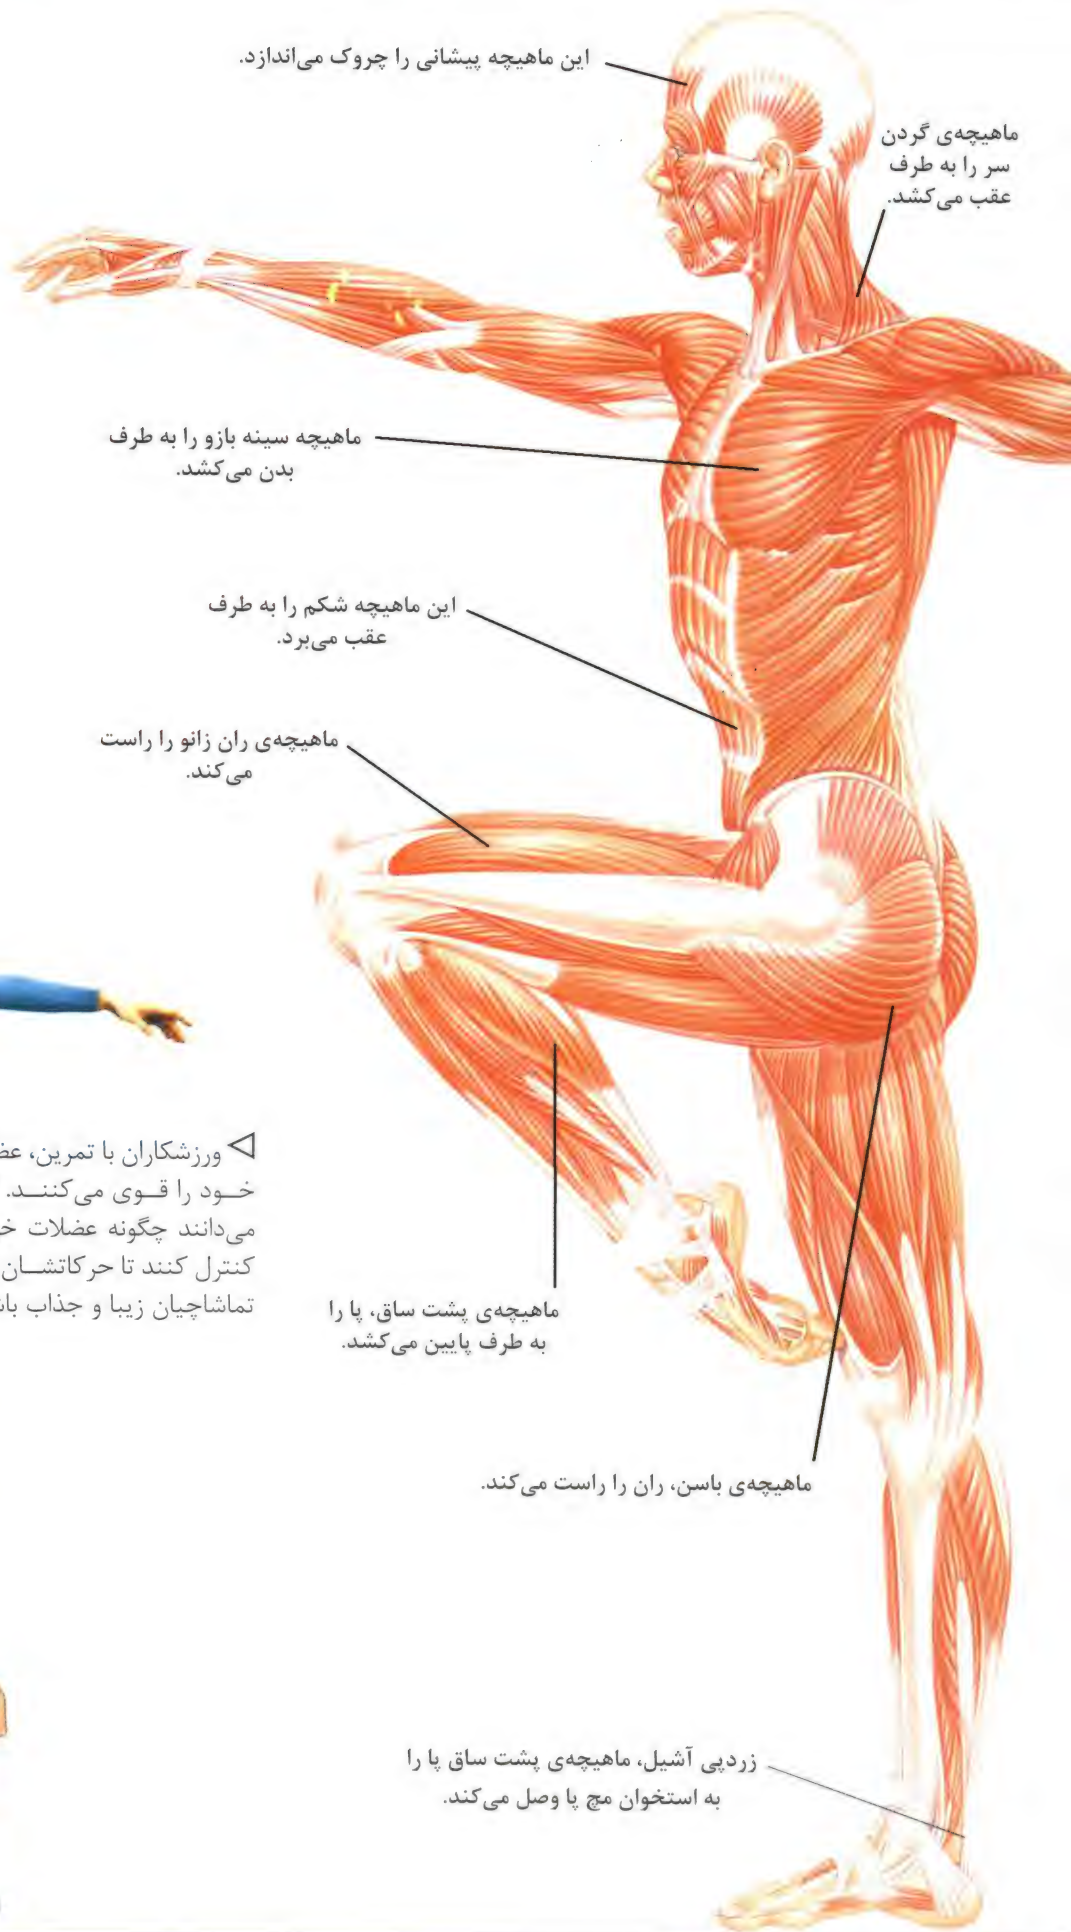 این ماهیچه پیشانی را چروک می‌اندازد.
ماهیچه‌ی گردن
سر را به طرف
عقب می‌کشد.
ماهیچه سینه بازو را به طرف
بدن می‌کشد.
این ماهیچه شکم را به طرف
عقب می‌برد.
ماهیچه‌ی ران زانو را راست
می‌کند.
ورزشکاران با تمرین،
خود را قوی می‌کنند.
می‌دانند چگونه عضلات
کنترل کنند تا حرکاتشان
تماشاچیان زیبا و جذاب
ماهیچه‌ی پشت ساق، پا را
به طرف پایین می‌کشد.
ماهیچه‌ی باسن، ران را راست می‌کند.
زردپی آشیل، ماهیچه‌ی پشت ساق پا را
به استخوان مچ پا وصل می‌کند.